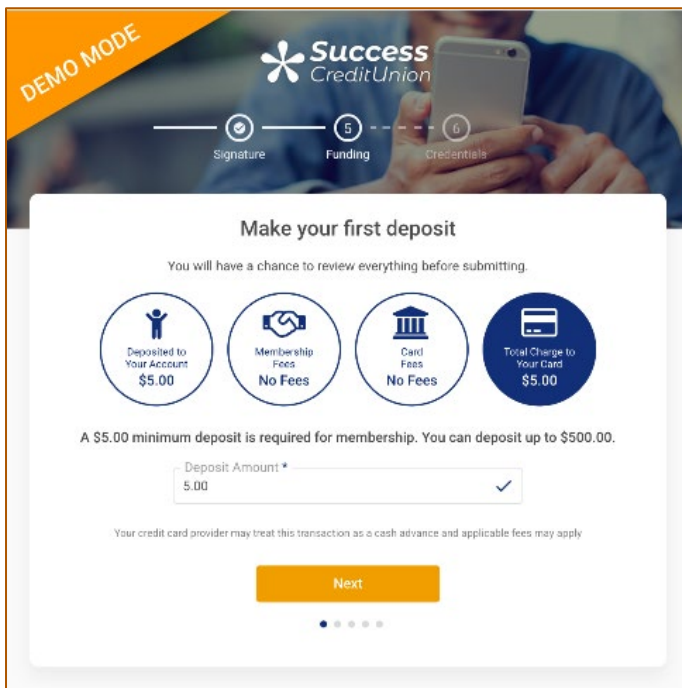 DEMO MODE
Success
CreditUnion
5
6
Signature
Funding
Credentials
Make your first deposit
You will have a chance to review everything before submitting.
Deposited to
Your Account
$5.00
Membership
Fees
No Fees
Card
Fees
No Fees
Total Charge to
Your Card
$5.00
A $5.00 minimum deposit is required for membership. You can deposit up to $500.00.
Deposit Amount *
5.00
Your credit card provider may treat this transaction as a cash advance and applicable fees may apply
Next